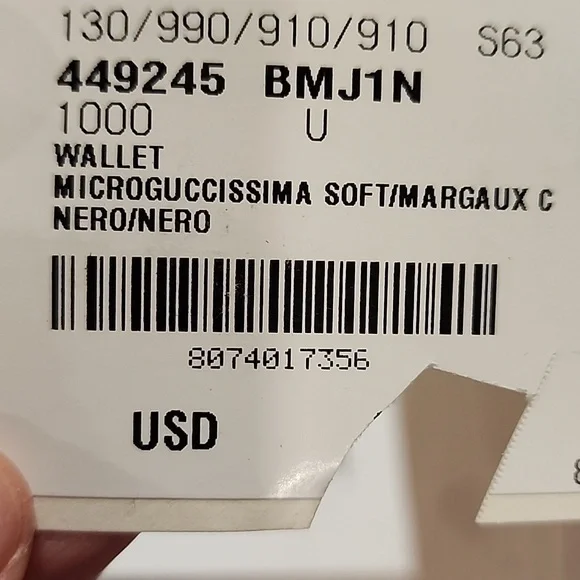 130/990/910/910 S63
449245 BMJ1N
1000 U
WALLET
MICROGUCCISSIMA SOFT/MARGAUX C
NERO/NERO
8074017356
USD